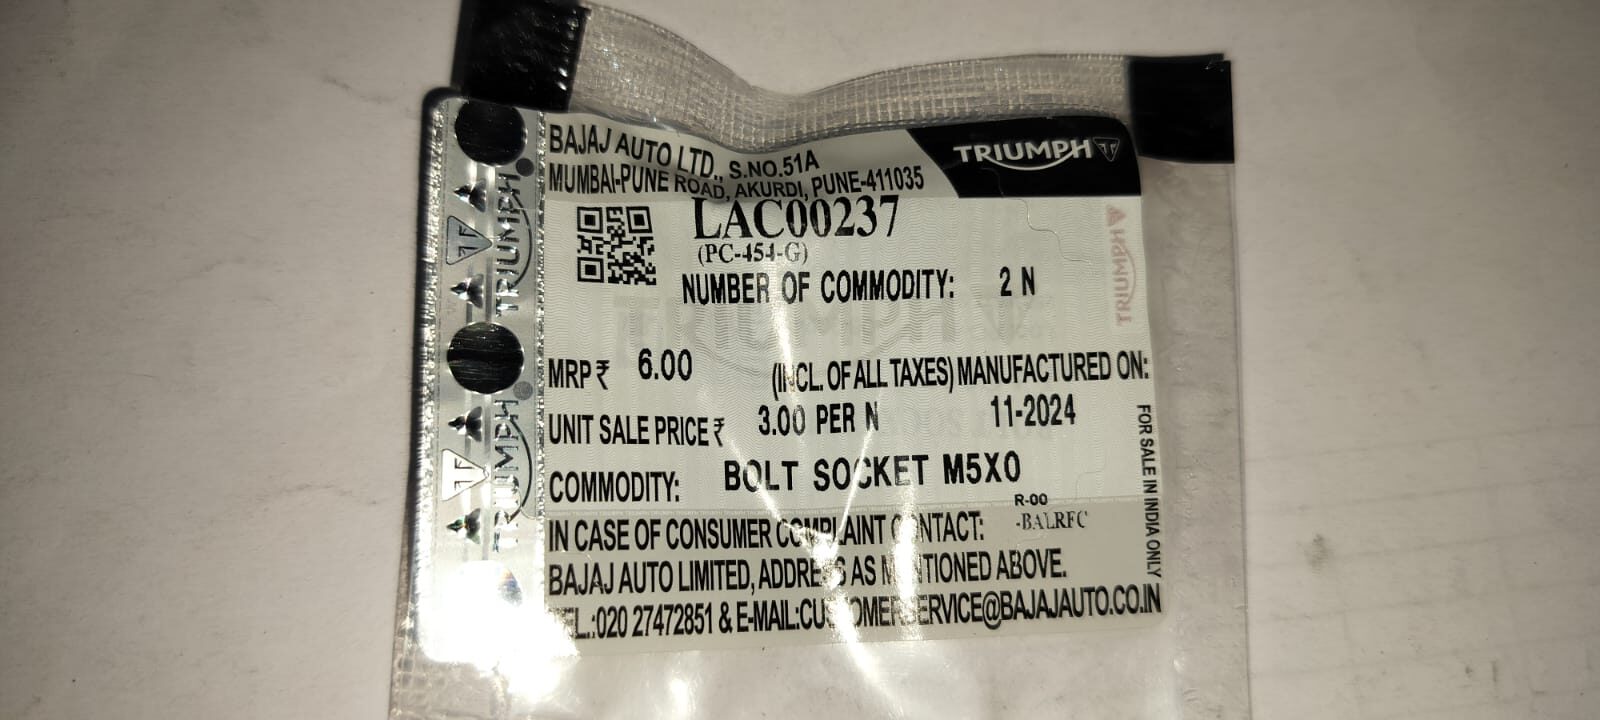 BAJAJ AUTO LTD., S.NO.51A
MUMBAI-PUNE ROAD, AKURDI, PUNE-411035
TRIUMPH
LAC00237
(PC-454-G)
NUMBER OF COMMODITY: 2 N
MRP ₹ 6.00 (INCL. OF ALL TAXES) MANUFACTURED ON:
UNIT SALE PRICE ₹ 3.00 PER N 11-2024
COMMODITY: BOLT SOCKET M5X0
R-00
IN CASE OF CONSUMER COMPLAINT CONTACT: -BALRFC
BAJAJ AUTO LIMITED, ADDRESS AS MENTIONED ABOVE.
TEL.:020 27472851 & E-MAIL:CUSTOMERSERVICE@BAJAJAUTO.CO.IN
FOR SALE IN INDIA ONLY
TRIUMPH
TRIUMPH
TRIUMPH